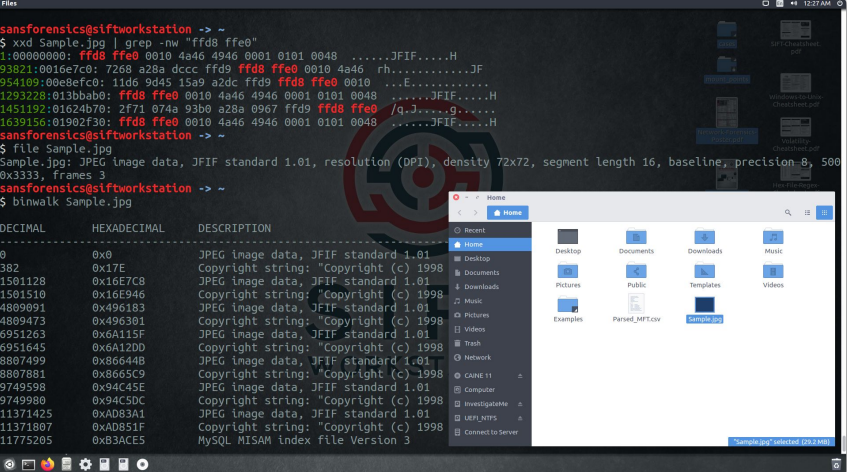 Files
12:27 AM
sansforensics@siftworkstation -> ~
$ xxd Sample.jpg | grep -nw "ffd8 ffe0"
1:00000000: ffd8 ffe0 0010 4a46 4946 0001 0101 0048 ......JFIF.....H
93821:0016e7c0: 7268 a28a dccc ffd9 ffd8 ffe0 0010 4a46 rh............JF
954109:00e8efc0: 11d6 9d45 15a9 a2dc ffd9 ffd8 ffe0 0010 ...E............
1293228:013bbab0: ffd8 ffe0 0010 4a46 4946 0001 0101 0048 ......JFIF.....H
1451192:01624b70: 2f71 074a 93b0 a28a 0967 ffd9 ffd8 ffe0 /q.J.....g......
1639156:01902f30: ffd8 ffe0 0010 4a46 4946 0001 0101 0048 ......JFIF.....H
sansforensics@siftworkstation -> ~
$ file Sample.jpg
Sample.jpg: JPEG image data, JFIF standard 1.01, resolution (DPI), density 72x72, segment length 16, baseline, precision 8, 500
0x3333, frames 3
sansforensics@siftworkstation -> ~
$ binwalk Sample.jpg
DECIMAL HEXADECIMAL DESCRIPTION
--------------------------------------------------------------------------------
0 0x0 JPEG image data, JFIF standard 1.01
382 0x17E Copyright string: "Copyright (c) 1998
1501128 0x16E7C8 JPEG image data, JFIF standard 1.01
1501510 0x16E946 Copyright string: "Copyright (c) 1998
4809091 0x496183 JPEG image data, JFIF standard 1.01
4809473 0x496301 Copyright string: "Copyright (c) 1998
6951263 0x6A115F JPEG image data, JFIF standard 1.01
6951645 0x6A12DD Copyright string: "Copyright (c) 1998
8807499 0x86644B JPEG image data, JFIF standard 1.01
8807881 0x8665C9 Copyright string: "Copyright (c) 1998
9749598 0x94C45E JPEG image data, JFIF standard 1.01
9749980 0x94C5DC Copyright string: "Copyright (c) 1998
11371425 0xAD83A1 JPEG image data, JFIF standard 1.01
11371807 0xAD851F Copyright string: "Copyright (c) 1998
11775205 0xB3ACE5 MySQL MISAM index file Version 3
SIFT-Cheatsheet.pdf
Windows-to-Unix-Cheatsheet.pdf
Volatility-Cheatsheet.pdf
Hex-File-Regex-
Home
Home
Recent
Home
Desktop
Documents
Downloads
Music
Pictures
Videos
Trash
Network
CAINE 11
Computer
InvestigateMe
UEFI_NTFS
Connect to Server
Desktop
Documents
Downloads
Music
Pictures
Public
Templates
Videos
Examples
Parsed_MFT.csv
Sample.jpg
"Sample.jpg" selected (29.2 MB)